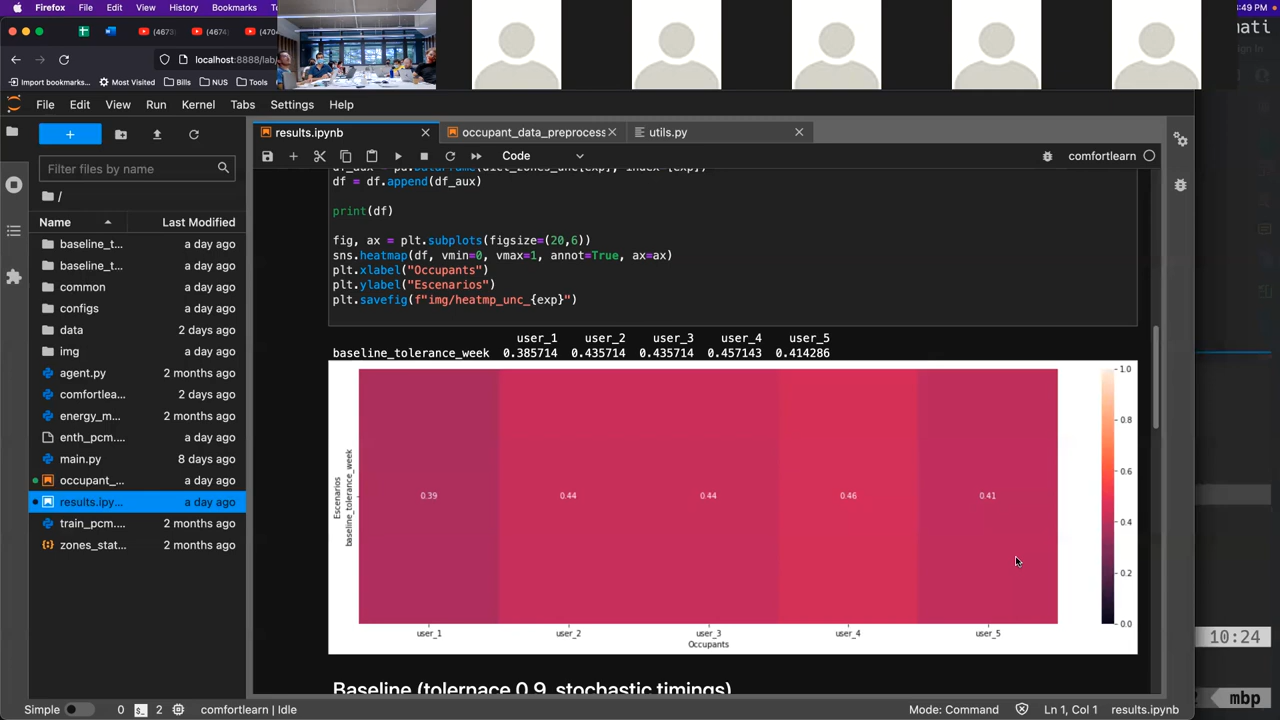 Firefox File Edit View History Bookmarks T
:49 PM
nati
(4673
(4674
(4704
localhost:8888/lab
Import bookmarks... Most Visited Bills NUS Tools
File Edit View Run Kernel Tabs Settings Help
results.ipynb
occupant_data_preprocess
utils.py
Filter files by name
Code
comfortlearn
/
Name Last Modified
baseline_t... a day ago
baseline_t... a day ago
common a day ago
configs a day ago
data 2 days ago
img a day ago
agent.py 2 months ago
comfortlea... 2 days ago
energy_m... 2 months ago
enth_pcm.... a day ago
main.py 8 days ago
occupant_... a day ago
results.ipy... a day ago
train_pcm.... 2 months ago
zones_stat... 2 months ago
df = df.append(df_aux)
print(df)
fig, ax = plt.subplots(figsize=(20,6))
sns.heatmap(df, vmin=0, vmax=1, annot=True, ax=ax)
plt.xlabel("Occupants")
plt.ylabel("Escenarios")
plt.savefig(f"img/heatmp_unc_{exp}")
user_1 user_2 user_3 user_4 user_5
baseline_tolerance_week 0.385714 0.435714 0.435714 0.457143 0.414286
Escenarios
baseline_tolerance_week
0.39 0.44 0.44 0.46 0.41
1.0
0.8
0.6
0.4
0.2
0.0
user_1 user_2 user_3 user_4 user_5
Occupants
Baseline (tolernace 0.9, stochastic timings)
10:24
mbp
Simple 0 2 comfortlearn | Idle
Mode: Command Ln 1, Col 1 results.ipynb